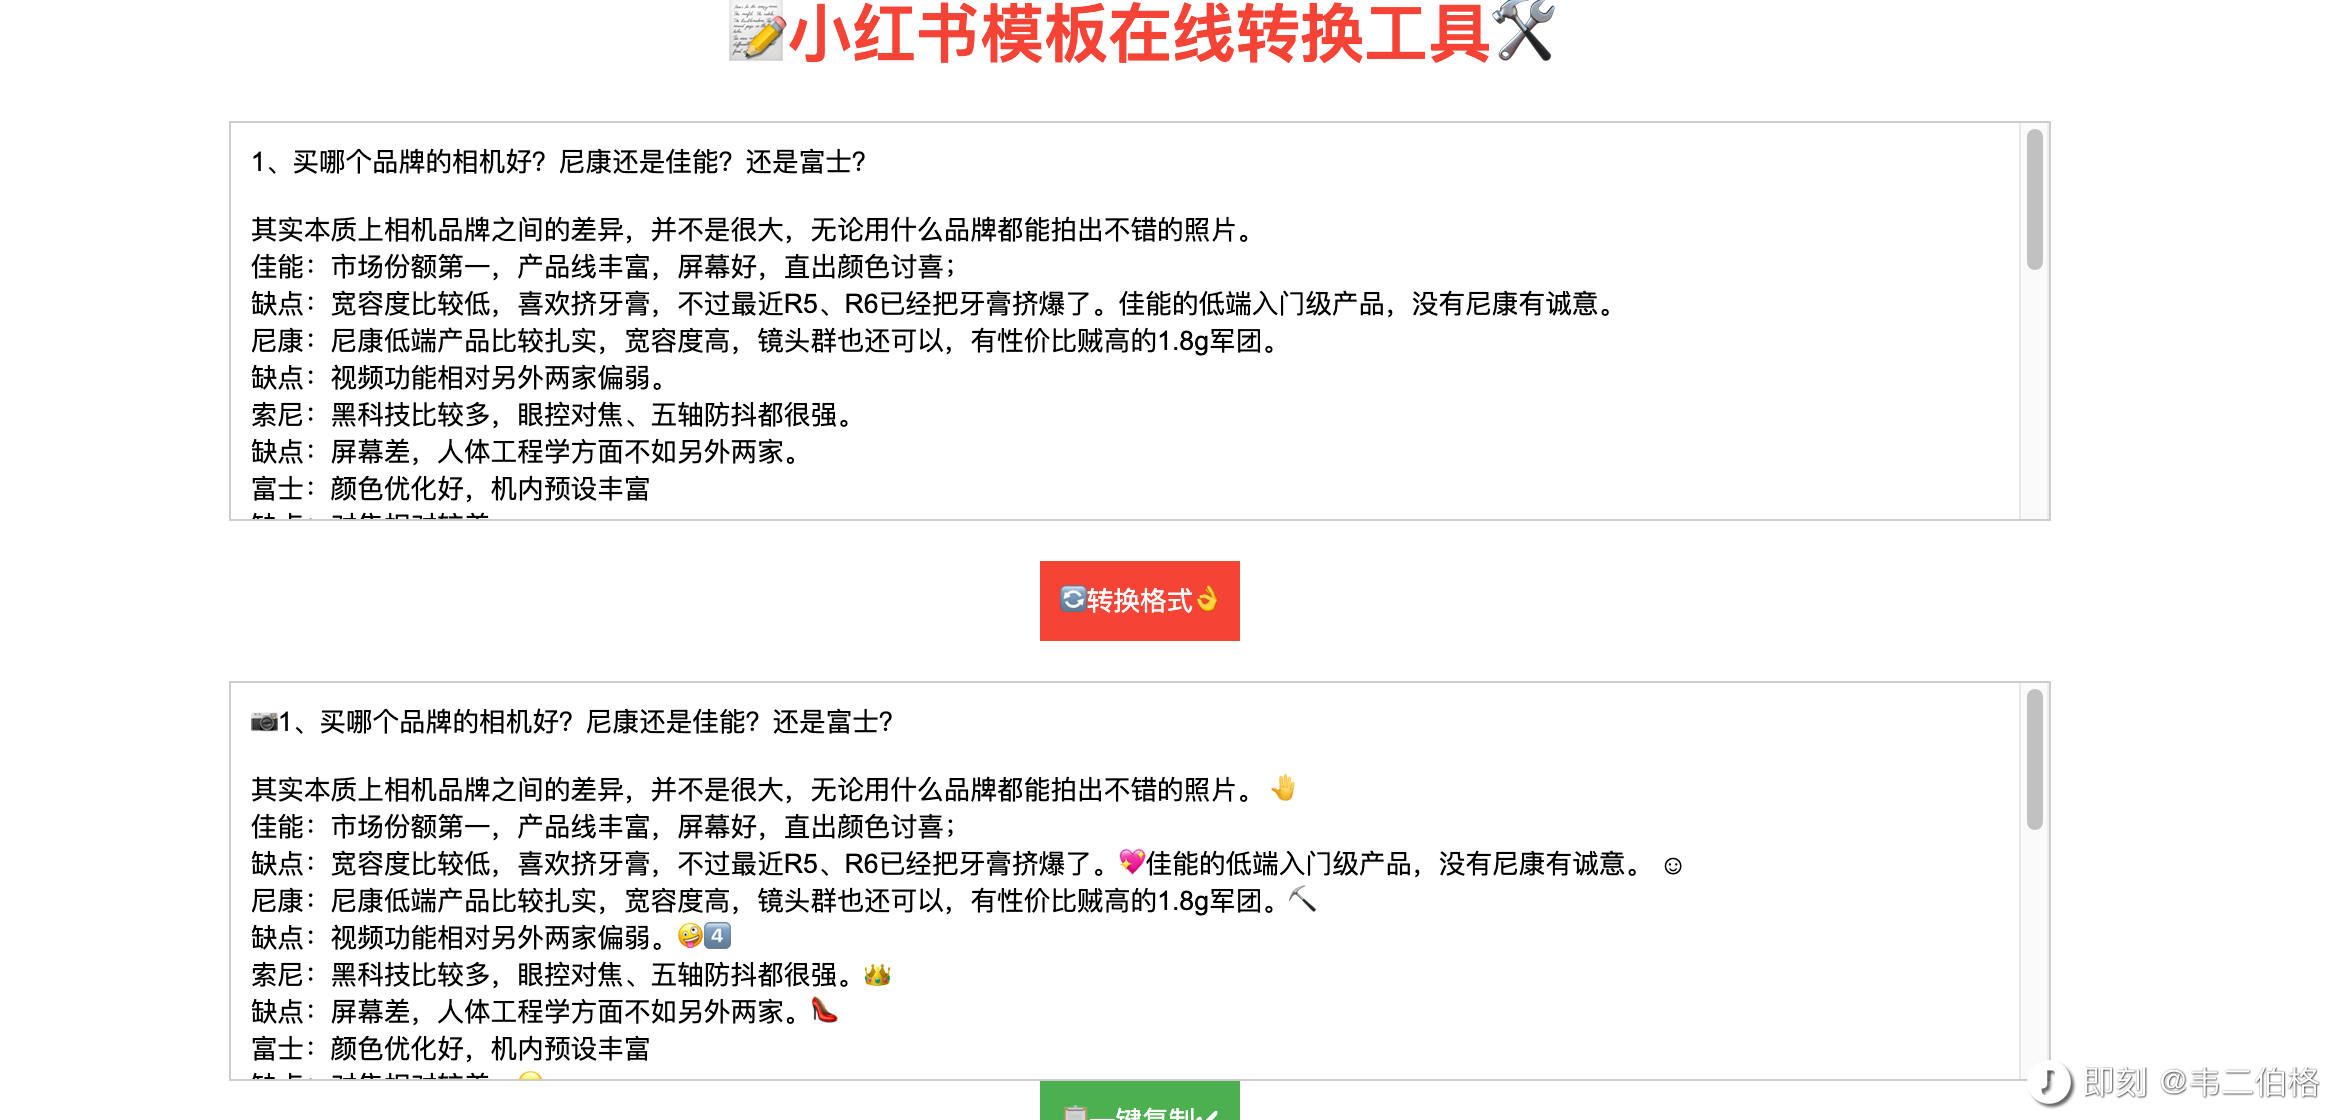 📝小红书模板在线转换工具🛠
1、买哪个品牌的相机好？尼康还是佳能？还是富士？
其实本质上相机品牌之间的差异，并不是很大，无论用什么品牌都能拍出不错的照片。
佳能：市场份额第一，产品线丰富，屏幕好，直出颜色讨喜；
缺点：宽容度比较低，喜欢挤牙膏，不过最近R5、R6已经把牙膏挤爆了。佳能的低端入门级产品，没有尼康有诚意。
尼康：尼康低端产品比较扎实，宽容度高，镜头群也还可以，有性价比贼高的1.8g军团。
缺点：视频功能相对另外两家偏弱。
索尼：黑科技比较多，眼控对焦、五轴防抖都很强。
缺点：屏幕差，人体工程学方面不如另外两家。
富士：颜色优化好，机内预设丰富
🔄转换格式👌
📷1、买哪个品牌的相机好？尼康还是佳能？还是富士？
其实本质上相机品牌之间的差异，并不是很大，无论用什么品牌都能拍出不错的照片。🤚
佳能：市场份额第一，产品线丰富，屏幕好，直出颜色讨喜；
缺点：宽容度比较低，喜欢挤牙膏，不过最近R5、R6已经把牙膏挤爆了。💖佳能的低端入门级产品，没有尼康有诚意。☺
尼康：尼康低端产品比较扎实，宽容度高，镜头群也还可以，有性价比贼高的1.8g军团。⛏
缺点：视频功能相对另外两家偏弱。🤪4️⃣
索尼：黑科技比较多，眼控对焦、五轴防抖都很强。👑
缺点：屏幕差，人体工程学方面不如另外两家。👠
富士：颜色优化好，机内预设丰富
📋一键复制✔
即刻 @韦二伯格